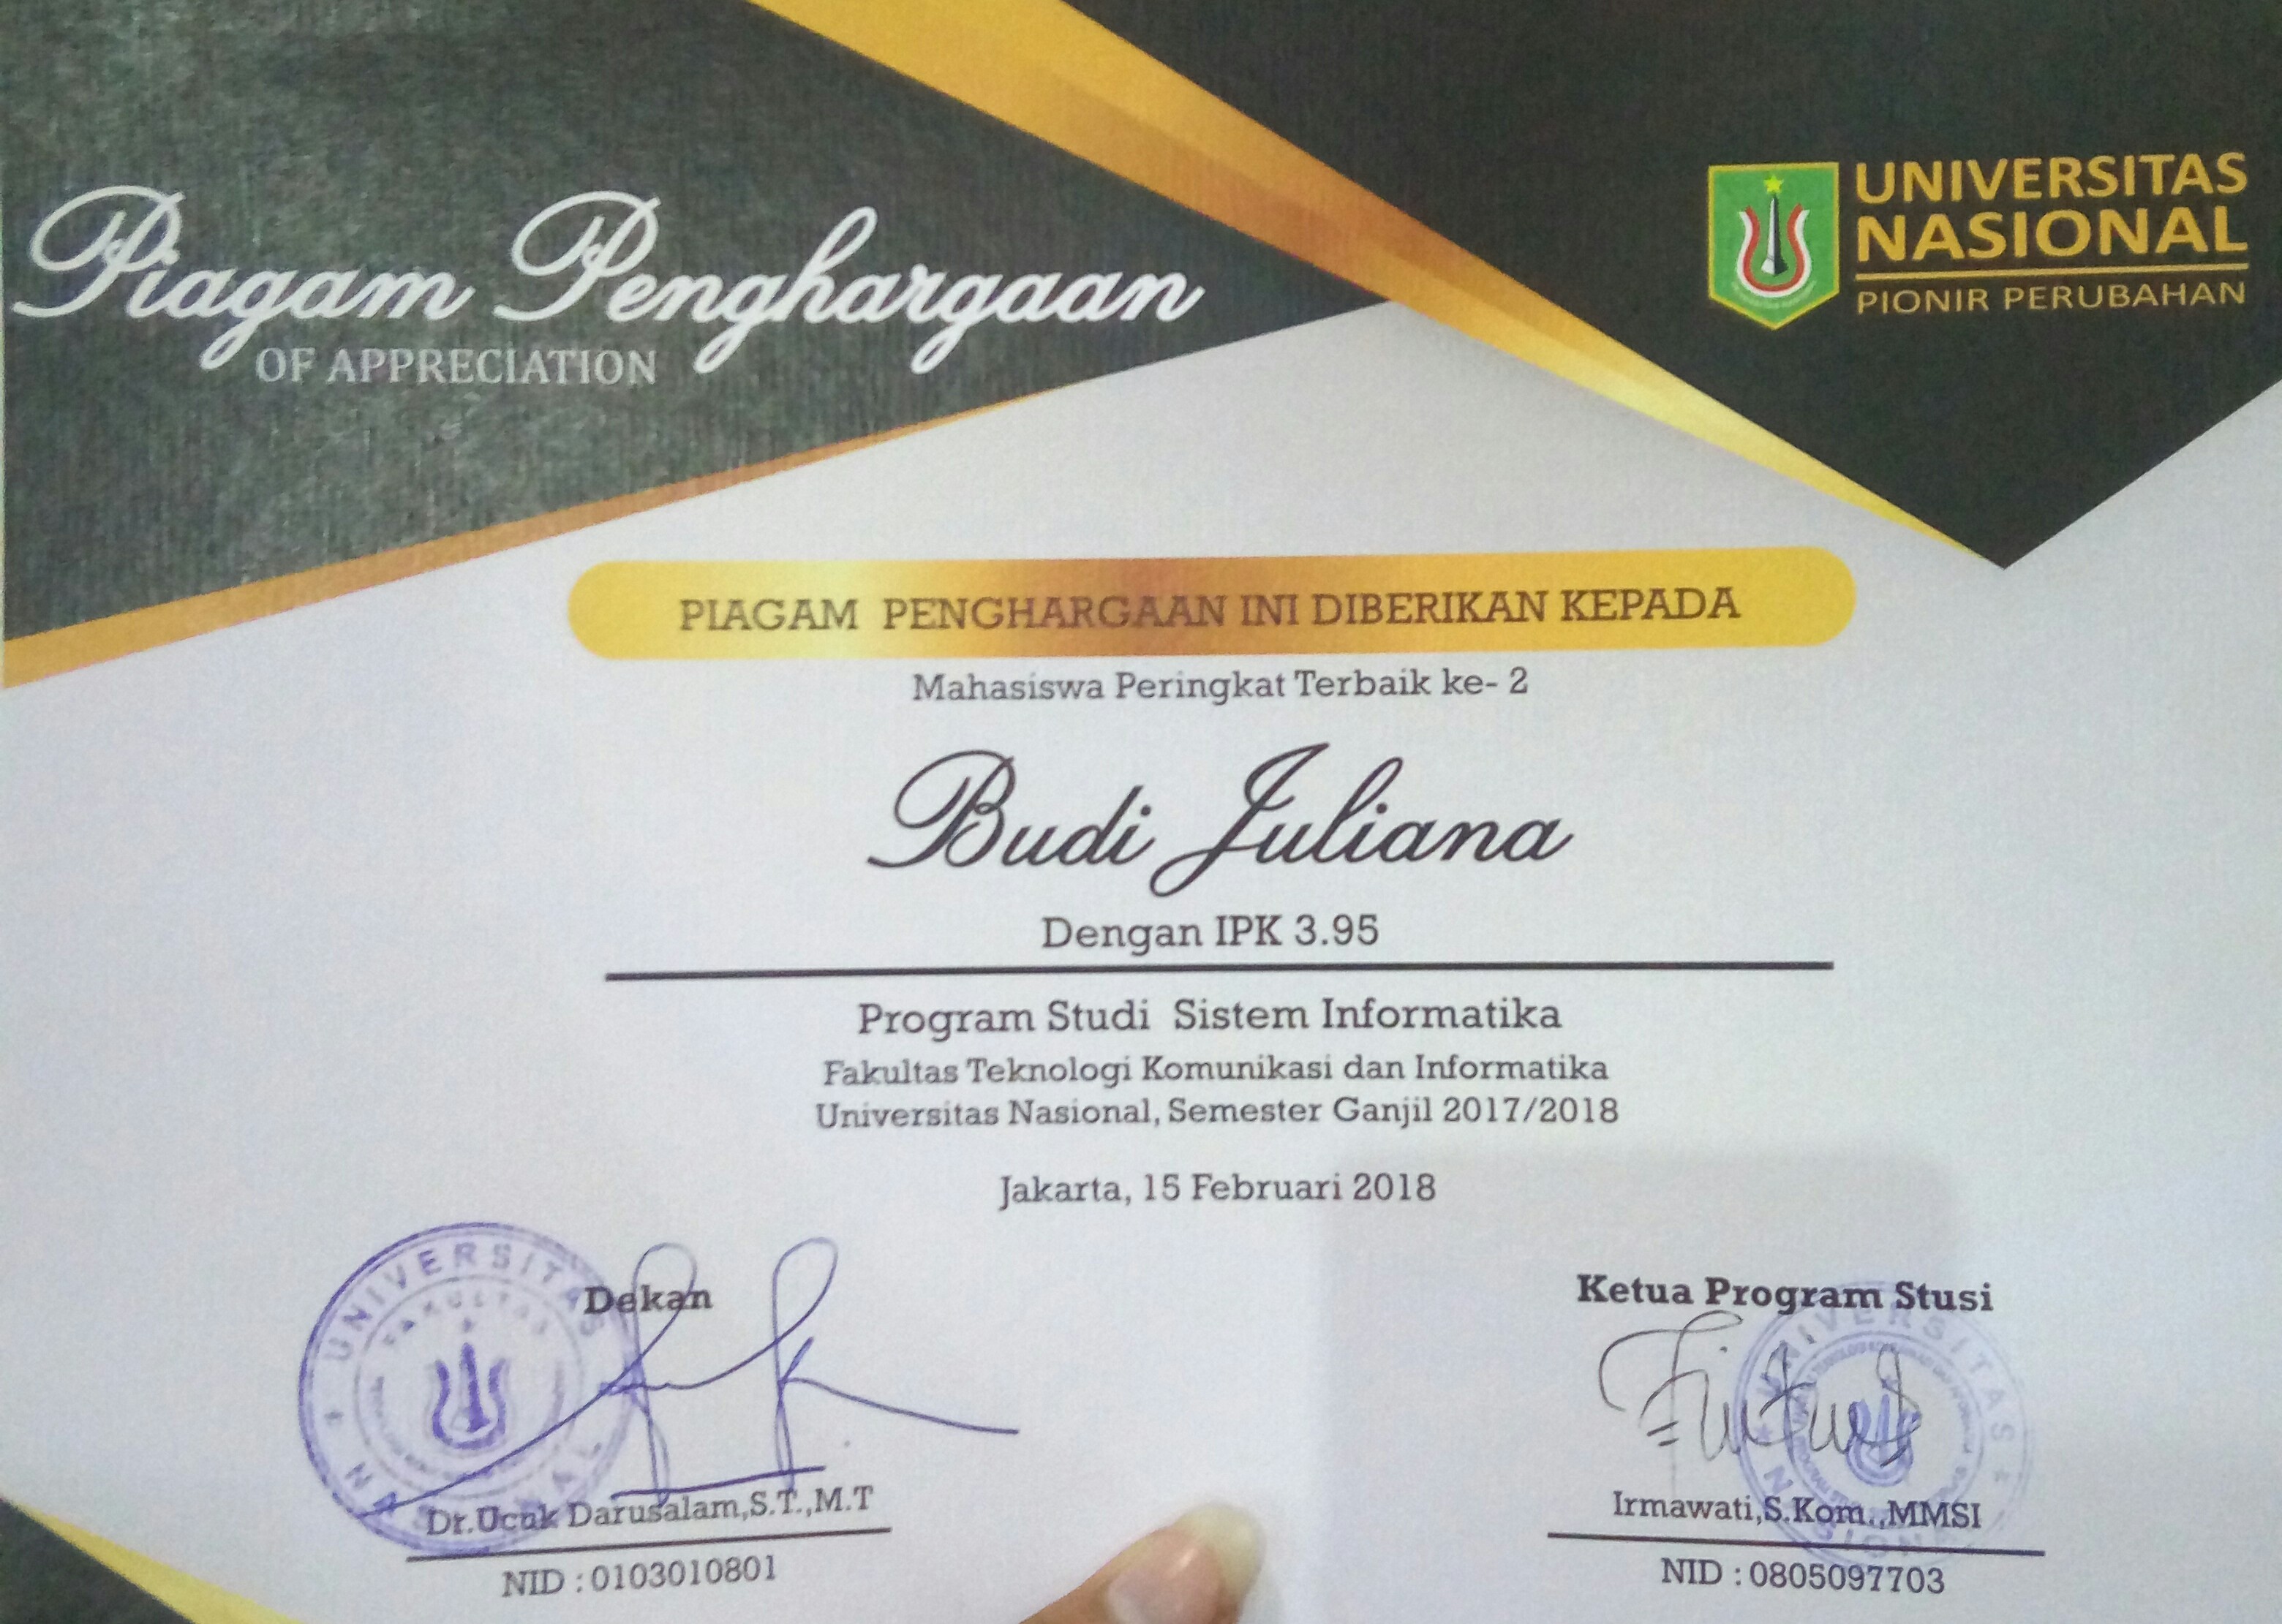 Piagam Penghargaan
OF APPRECIATION
UNIVERSITAS
NASIONAL
PIONIR PERUBAHAN
PIAGAM PENGHARGAAN INI DIBERIKAN KEPADA
Mahasiswa Peringkat Terbaik ke- 2
Budi Juliana
Dengan IPK 3.95
Program Studi Sistem Informatika
Fakultas Teknologi Komunikasi dan Informatika
Universitas Nasional, Semester Ganjil 2017/2018
Jakarta, 15 Februari 2018
Dekan
UNIVERSITAS NASIONAL
FAKULTAS
Dr.Ucuk Darusalam,S.T.,M.T
NID : 0103010801
Ketua Program Stusi
UNIVERSITAS NASIONAL
Irmawati,S.Kom.,MMSI
NID : 0805097703